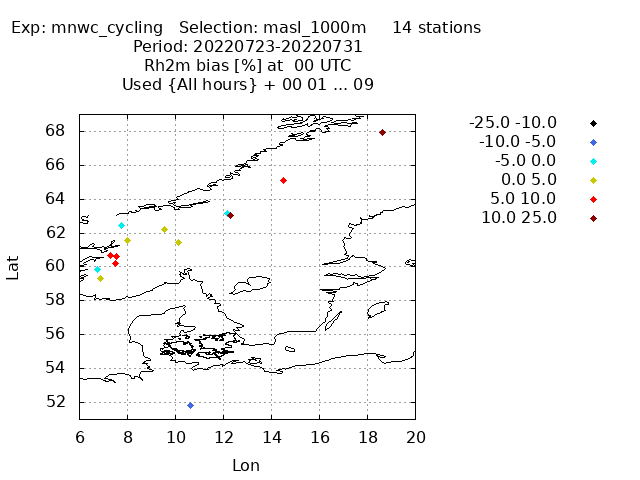 Exp: mnwc_cycling   Selection: masl_1000m     14 stations
Period: 20220723-20220731
Rh2m bias [%] at  00 UTC
Used {All hours} + 00 01 ... 09
-25.0 -10.0
-10.0 -5.0
-5.0 0.0
0.0 5.0
5.0 10.0
10.0 25.0
68
66
64
62
60
58
56
54
52
Lat
6 8 10 12 14 16 18 20
Lon